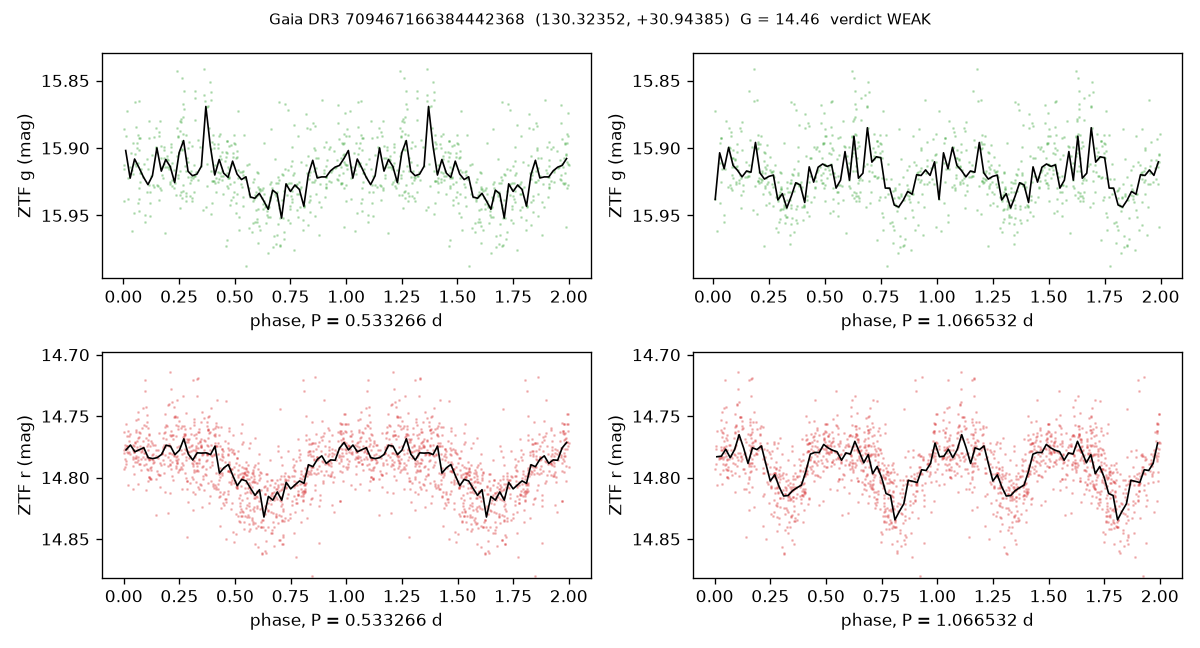 Gaia DR3 709467166384442368  (130.32352, +30.94385)  G = 14.46  verdict WEAK
ZTF g (mag)
15.85
15.90
15.95
0.00 0.25 0.50 0.75 1.00 1.25 1.50 1.75 2.00
phase, P = 0.533266 d
ZTF g (mag)
15.85
15.90
15.95
0.00 0.25 0.50 0.75 1.00 1.25 1.50 1.75 2.00
phase, P = 1.066532 d
ZTF r (mag)
14.70
14.75
14.80
14.85
0.00 0.25 0.50 0.75 1.00 1.25 1.50 1.75 2.00
phase, P = 0.533266 d
ZTF r (mag)
14.70
14.75
14.80
14.85
0.00 0.25 0.50 0.75 1.00 1.25 1.50 1.75 2.00
phase, P = 1.066532 d